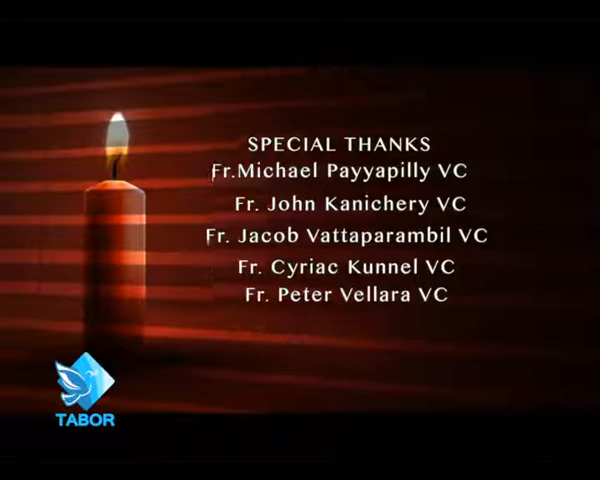 SPECIAL THANKS
Fr.Michael Payyapilly VC
Fr. John Kanichery VC
Fr. Jacob Vattaparambil VC
Fr. Cyriac Kunnel VC
Fr. Peter Vellara VC
TABOR